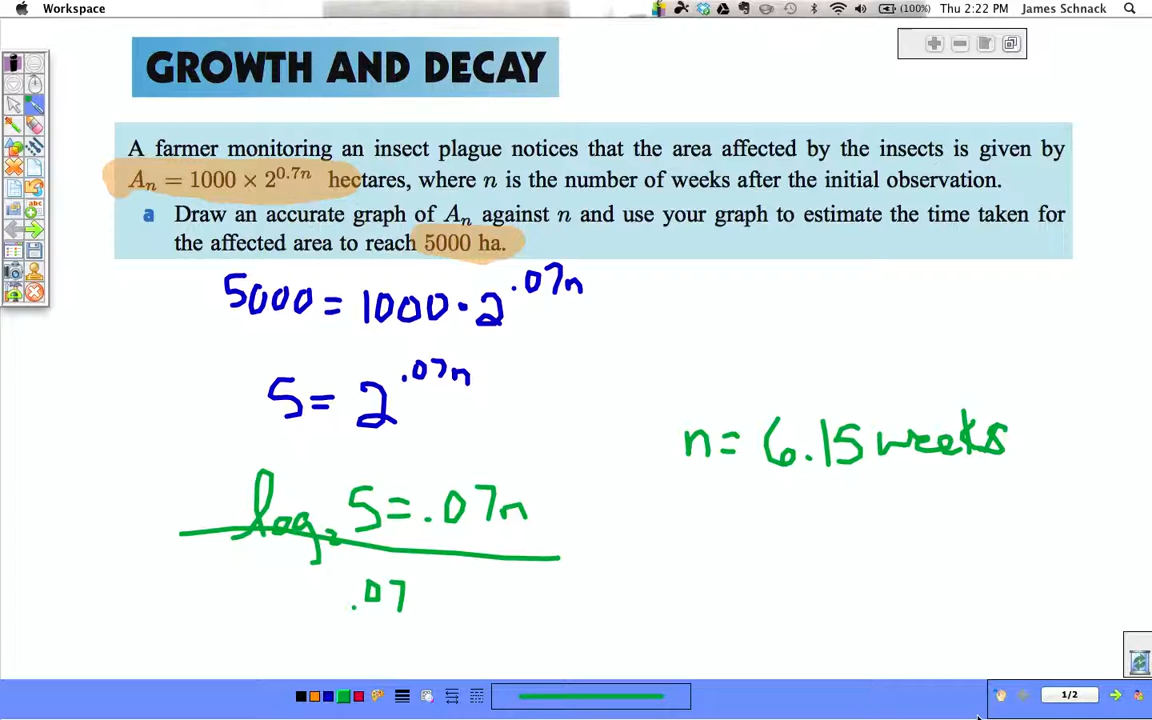 Workspace
(100%) Thu 2:22 PM James Schnack
GROWTH AND DECAY
A farmer monitoring an insect plague notices that the area affected by the insects is given by
Aₙ = 1000 × 2^0.7n hectares, where n is the number of weeks after the initial observation.
a Draw an accurate graph of Aₙ against n and use your graph to estimate the time taken for
the affected area to reach 5000 ha.
5000 = 1000 · 2^.07n
5 = 2^.07n
n = 6.15 weeks
log₂ 5 = .07n
.07
1/2